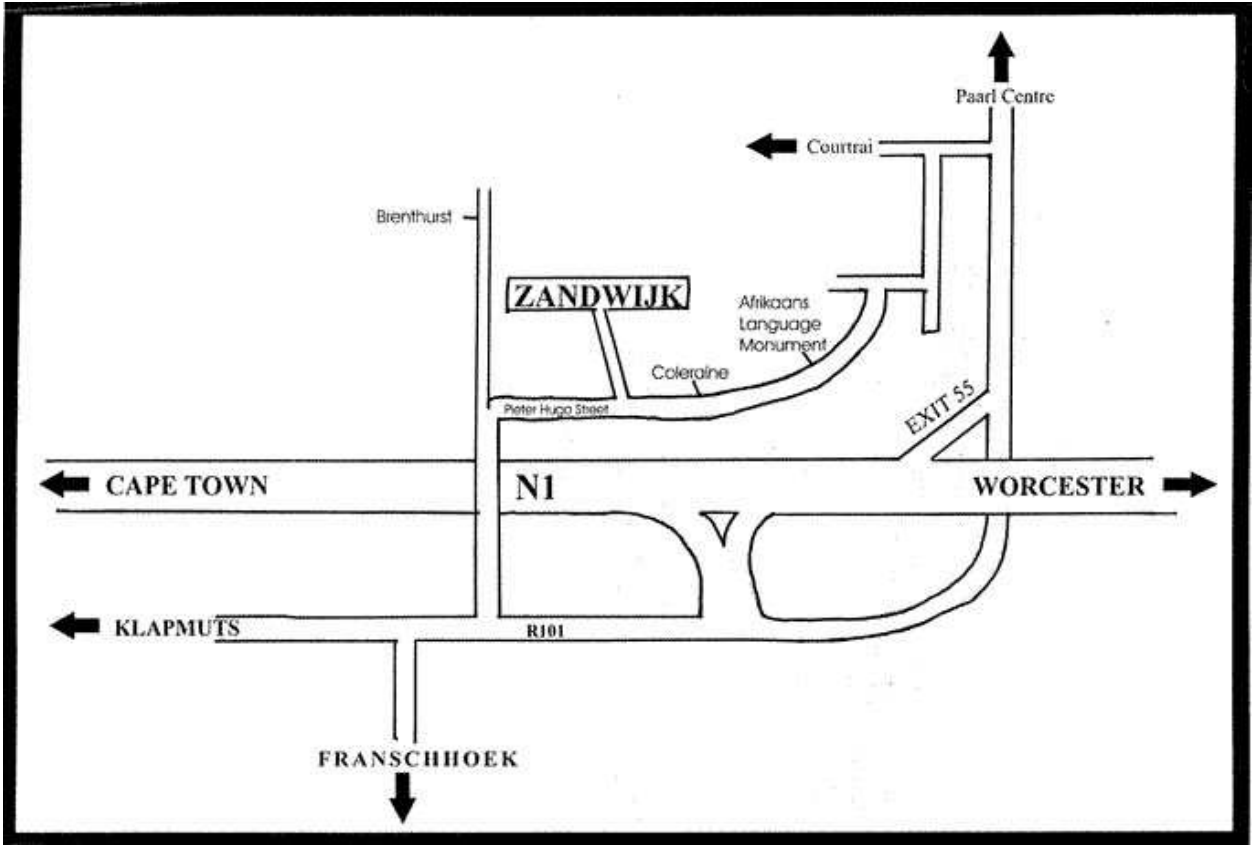 Paarl Centre
Courtrai
Brenthurst
ZANDWIJK
Afrikaans
Language
Monument
Coleraine
Pieter Hugo Street
EXIT 55
CAPE TOWN
N1
WORCESTER
KLAPMUTS
R101
FRANSCHHOEK